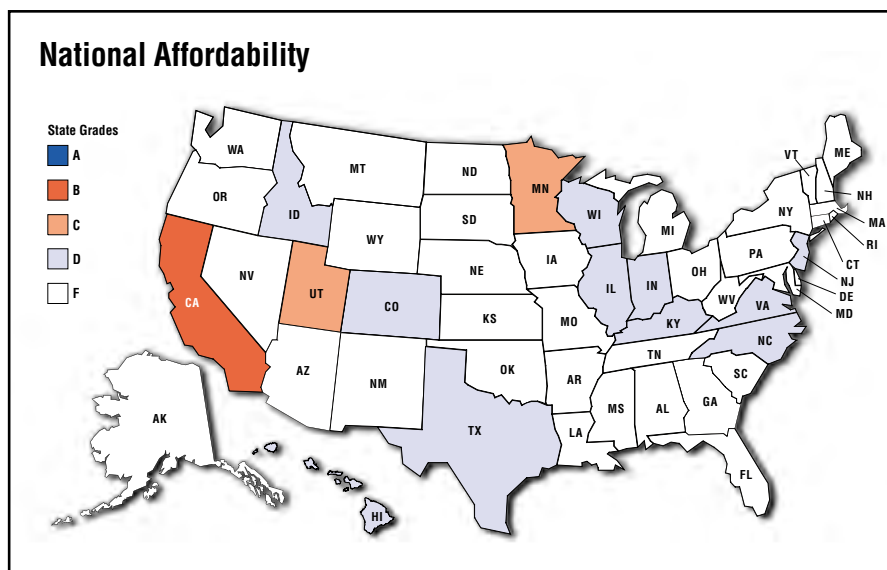 National Affordability
State Grades
A
B
C
D
F
WA
OR
CA
ID
NV
MT
WY
UT
AZ
CO
NM
ND
SD
NE
KS
OK
TX
MN
IA
MO
AR
LA
WI
IL
MI
IN
KY
TN
MS
AL
OH
WV
GA
FL
SC
NC
VA
PA
NY
VT
ME
NH
MA
RI
CT
NJ
DE
MD
AK
HI